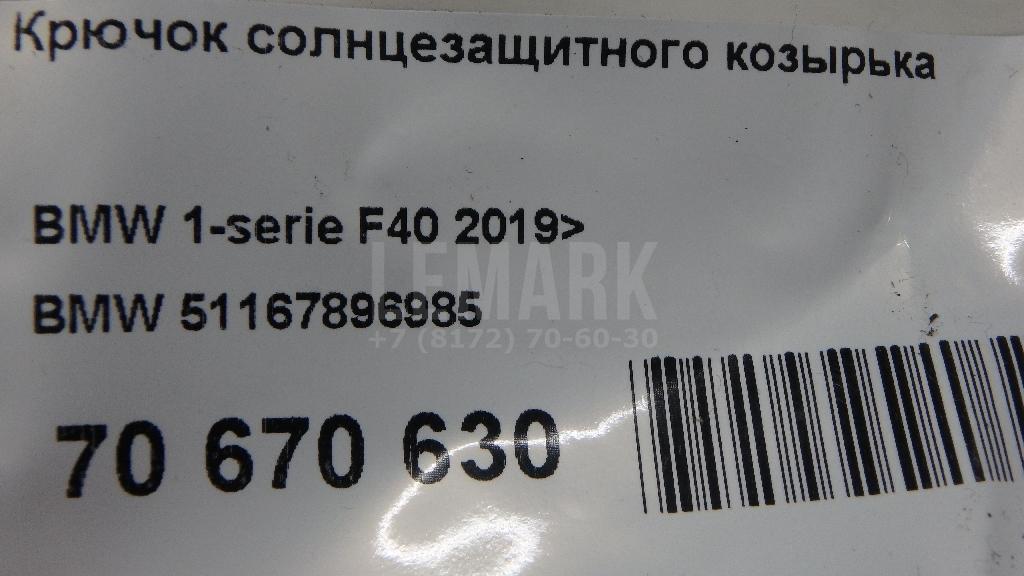 Крючок солнцезащитного козырька
BMW 1-serie F40 2019>
LEMARK
BMW 51167896985
+7 (8172) 70-60-30
70 670 630